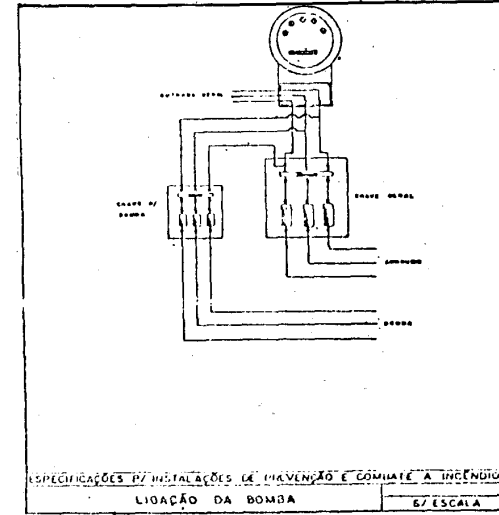 ENTRADA GERAL
CHAVE P/
BOMBA
CHAVE GERAL
CONSUMO
BOMBA
ESPECIFICAÇÕES P/ INSTALAÇÕES DE PREVENÇÃO E COMBATE A INCÊNDIO
LIGAÇÃO DA BOMBA
S/ ESCALA